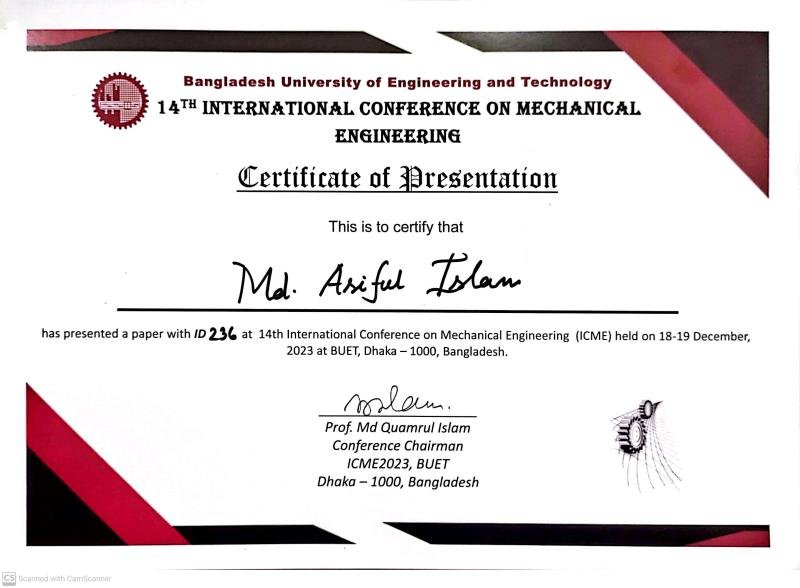 Bangladesh University of Engineering and Technology
14TH INTERNATIONAL CONFERENCE ON MECHANICAL
ENGINEERING
Certificate of Presentation
This is to certify that
Md. Asiful Islam
has presented a paper with ID 236 at 14th International Conference on Mechanical Engineering (ICME) held on 18-19 December,
2023 at BUET, Dhaka – 1000, Bangladesh.
Prof. Md Quamrul Islam
Conference Chairman
ICME2023, BUET
Dhaka – 1000, Bangladesh
CS Scanned with CamScanner